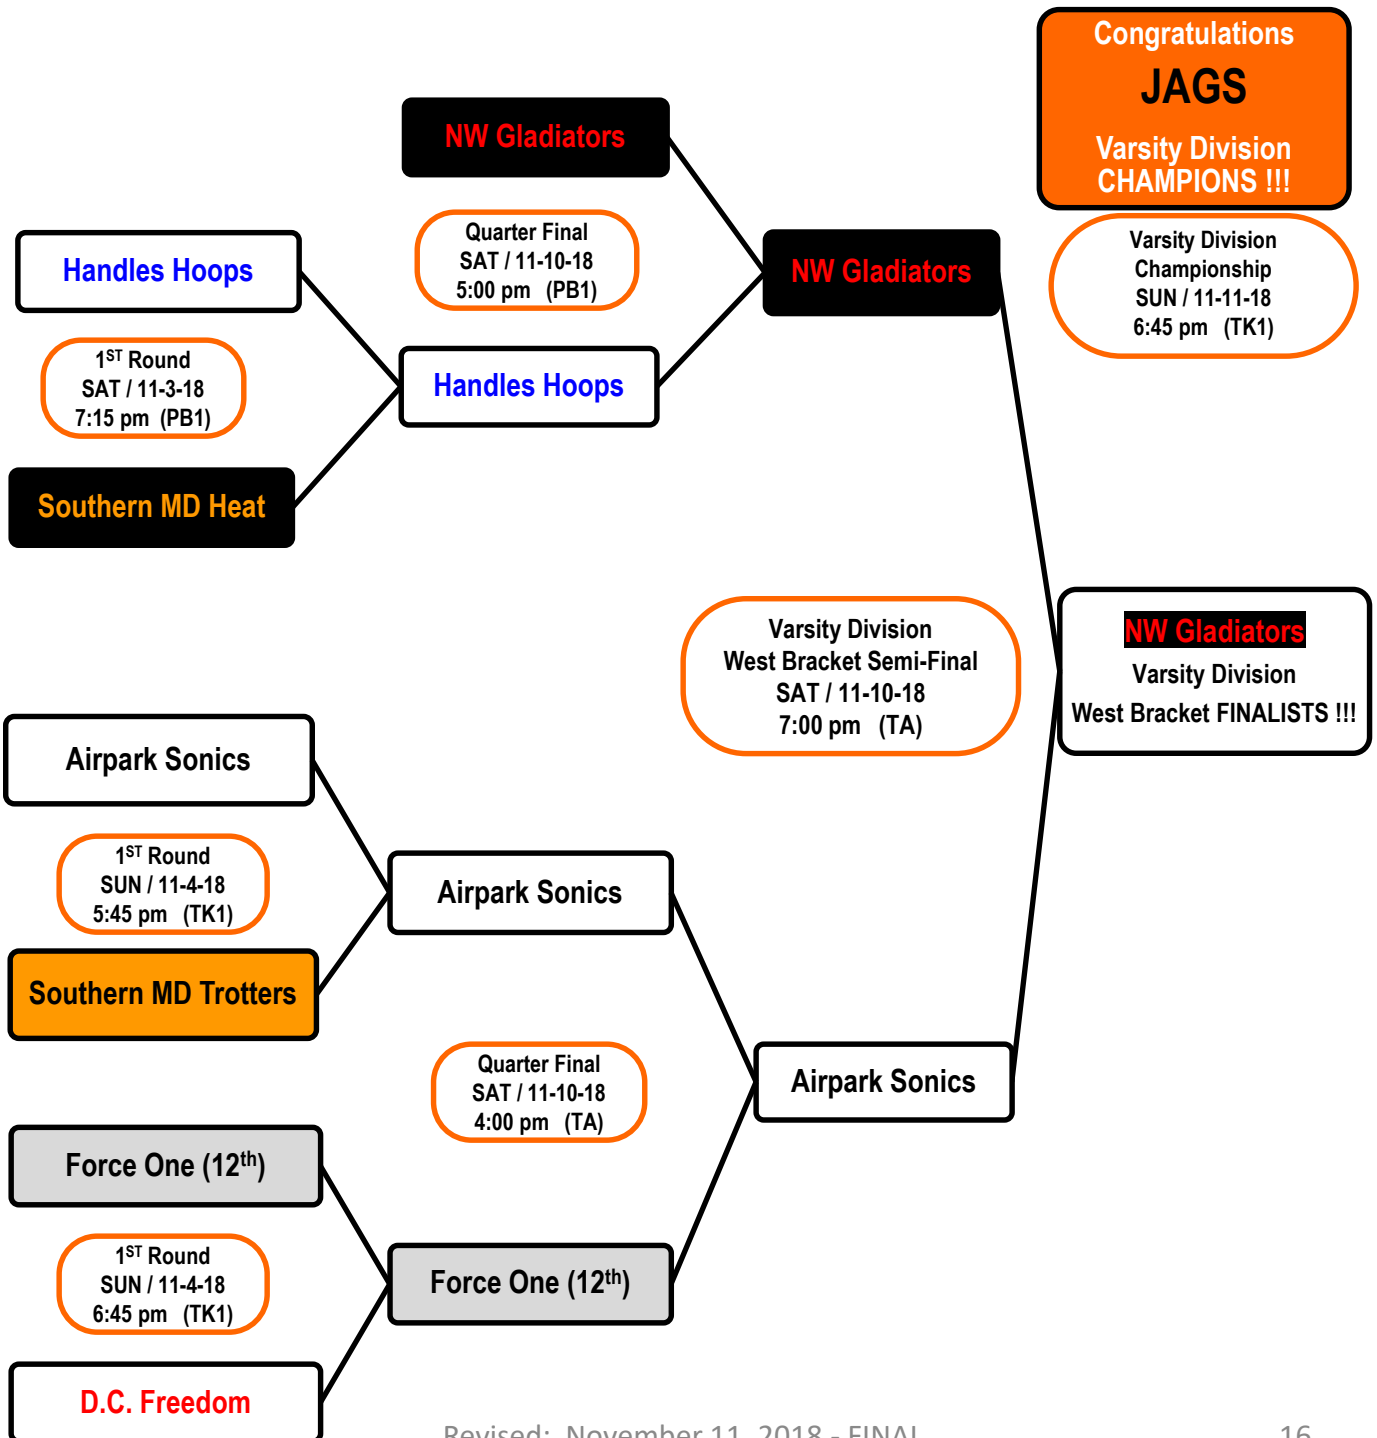 Congratulations
JAGS
Varsity Division
CHAMPIONS !!!
Varsity Division
Championship
SUN / 11-11-18
6:45 pm (TK1)
NW Gladiators
Quarter Final
SAT / 11-10-18
5:00 pm (PB1)
NW Gladiators
Handles Hoops
1ST Round
SAT / 11-3-18
7:15 pm (PB1)
Handles Hoops
Southern MD Heat
Varsity Division
West Bracket Semi-Final
SAT / 11-10-18
7:00 pm (TA)
NW Gladiators
Varsity Division
West Bracket FINALISTS !!!
Airpark Sonics
1ST Round
SUN / 11-4-18
5:45 pm (TK1)
Airpark Sonics
Southern MD Trotters
Quarter Final
SAT / 11-10-18
4:00 pm (TA)
Airpark Sonics
Force One (12th)
1ST Round
SUN / 11-4-18
6:45 pm (TK1)
Force One (12th)
D.C. Freedom
Revised: November 11, 2018 - FINAL
16